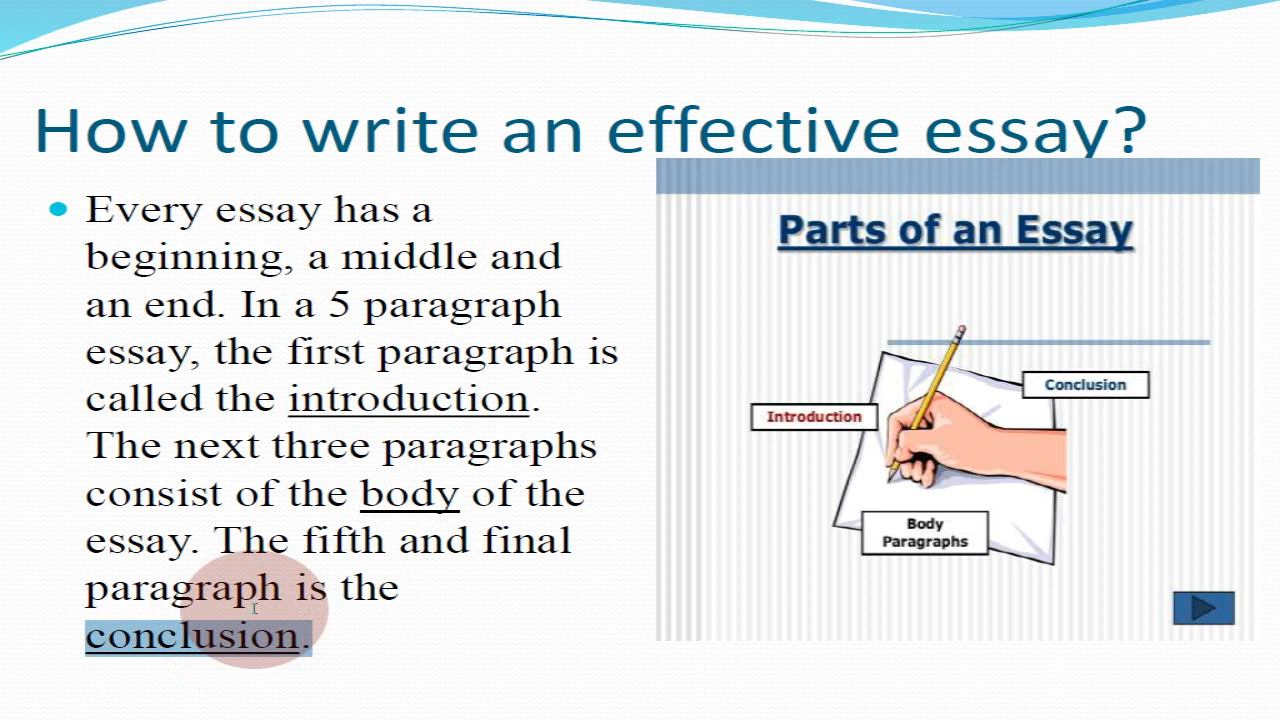 How to write an effective essay?
Every essay has a
beginning, a middle and
an end. In a 5 paragraph
essay, the first paragraph is
called the introduction.
The next three paragraphs
consist of the body of the
essay. The fifth and final
paragraph is the
conclusion.
Parts of an Essay
Conclusion
Introduction
Body
Paragraphs